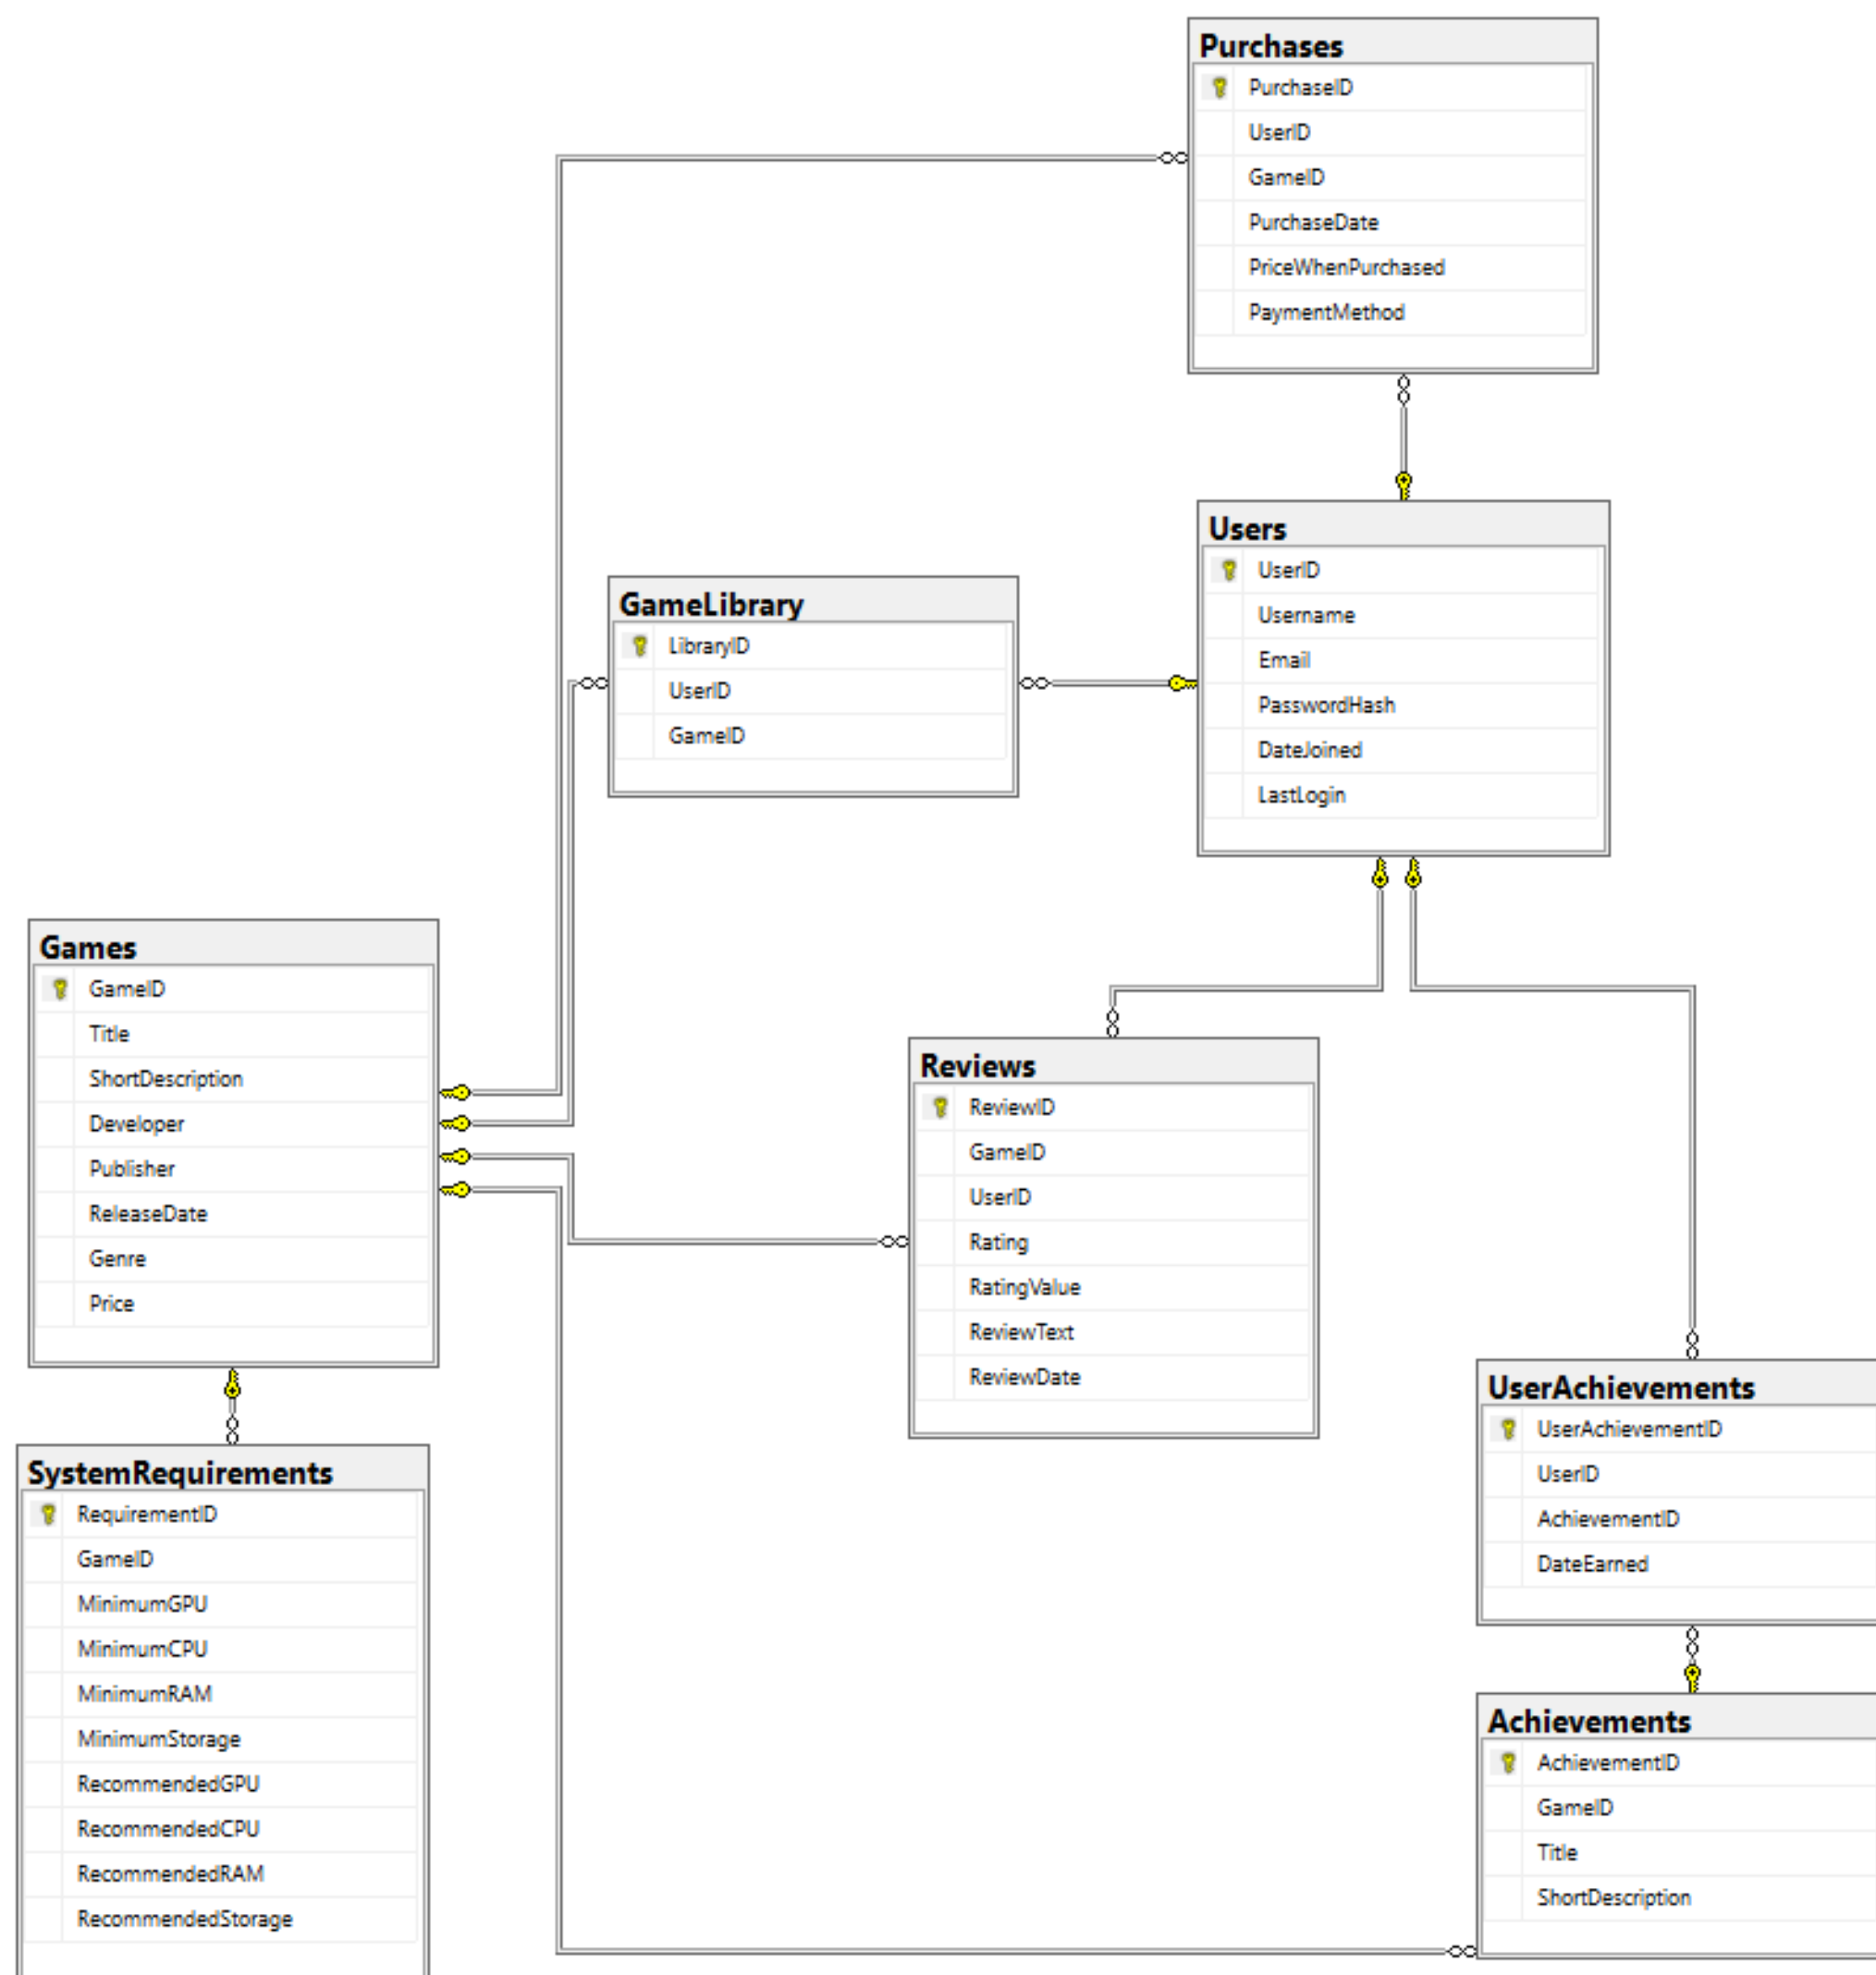 Purchases
PurchaseID
UserID
GameID
PurchaseDate
PriceWhenPurchased
PaymentMethod
Users
UserID
Username
Email
PasswordHash
DateJoined
LastLogin
GameLibrary
LibraryID
UserID
GameID
Games
GameID
Title
ShortDescription
Developer
Publisher
ReleaseDate
Genre
Price
Reviews
ReviewID
GameID
UserID
Rating
RatingValue
ReviewText
ReviewDate
UserAchievements
UserAchievementID
UserID
AchievementID
DateEarned
SystemRequirements
RequirementID
GameID
MinimumGPU
MinimumCPU
MinimumRAM
MinimumStorage
RecommendedGPU
RecommendedCPU
RecommendedRAM
RecommendedStorage
Achievements
AchievementID
GameID
Title
ShortDescription